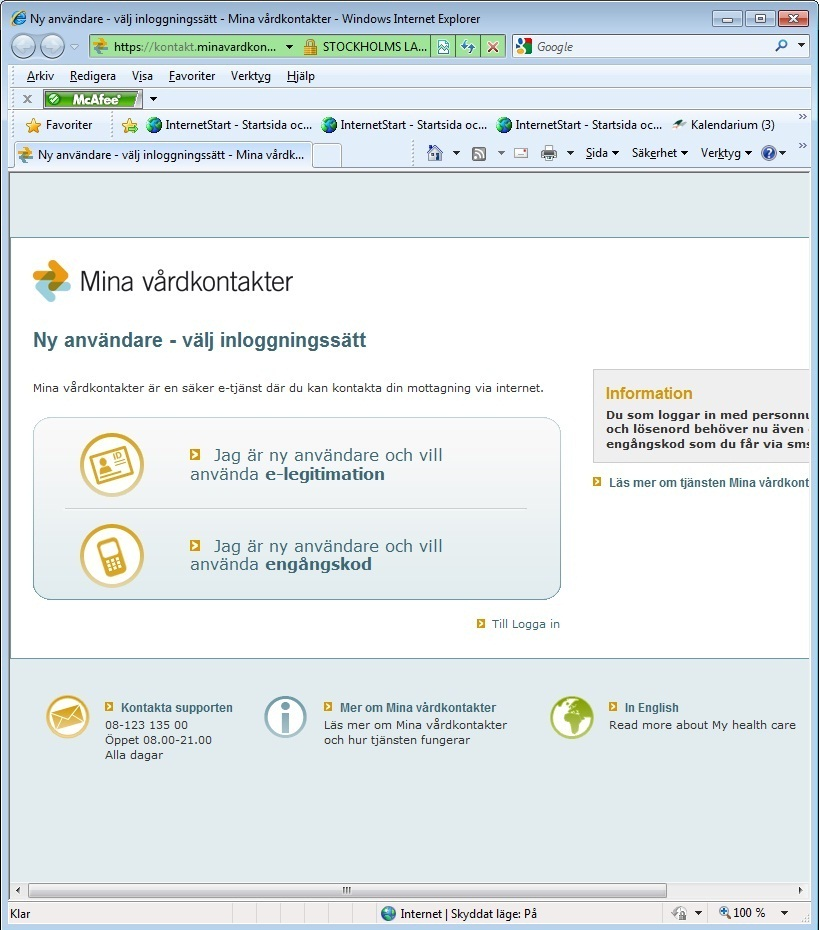 Ny användare - välj inloggningssätt - Mina vårdkontakter - Windows Internet Explorer
https://kontakt.minavardkon... STOCKHOLMS LA... Google
Arkiv Redigera Visa Favoriter Verktyg Hjälp
x McAfee
Favoriter InternetStart - Startsida oc... InternetStart - Startsida oc... InternetStart - Startsida oc... Kalendarium (3) »
Ny användare - välj inloggningssätt - Mina vårdk... Sida Säkerhet Verktyg ? »
Mina vårdkontakter
Ny användare - välj inloggningssätt
Mina vårdkontakter är en säker e-tjänst där du kan kontakta din mottagning via internet.
ID
Jag är ny användare och vill
använda e-legitimation
Jag är ny användare och vill
använda engångskod
Till Logga in
Information
Du som loggar in med personnu
och lösenord behöver nu även
engångskod som du får via sms
Läs mer om tjänsten Mina vårdkont
Kontakta supporten
08-123 135 00
Öppet 08.00-21.00
Alla dagar
Mer om Mina vårdkontakter
Läs mer om Mina vårdkontakter
och hur tjänsten fungerar
In English
Read more about My health care
Klar Internet | Skyddat läge: På 100 %